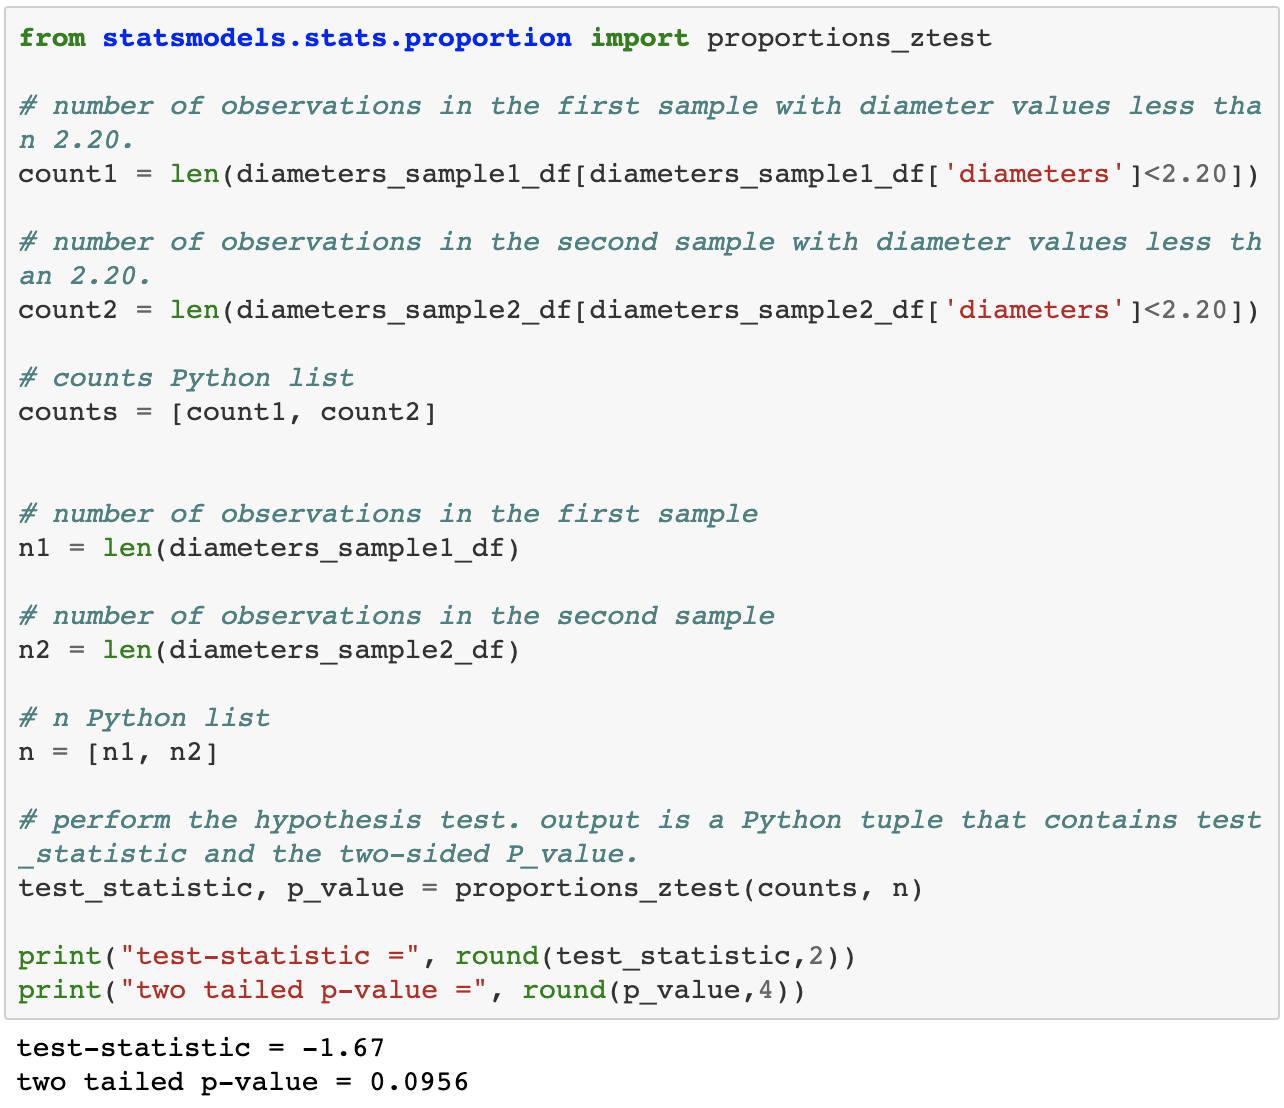 from statsmodels.stats.proportion import proportions_ztest
# number of observations in the first sample with diameter values less tha
n 2.20.
count1 = len(diameters_sample1_df[diameters_sample1_df['diameters']<2.20])
# number of observations in the second sample with diameter values less th
an 2.20.
count2 = len(diameters_sample2_df[diameters_sample2_df['diameters']<2.20])
# counts Python list
counts = [count1, count2]
# number of observations in the first sample
n1 = len(diameters_sample1_df)
# number of observations in the second sample
n2 = len(diameters_sample2_df)
# n Python list
n = [n1, n2]
# perform the hypothesis test. output is a Python tuple that contains test
_statistic and the two-sided P_value.
test_statistic, p_value = proportions_ztest(counts, n)
print("test-statistic =", round(test_statistic,2))
print("two tailed p-value =", round(p_value,4))
test-statistic = -1.67
two tailed p-value = 0.0956